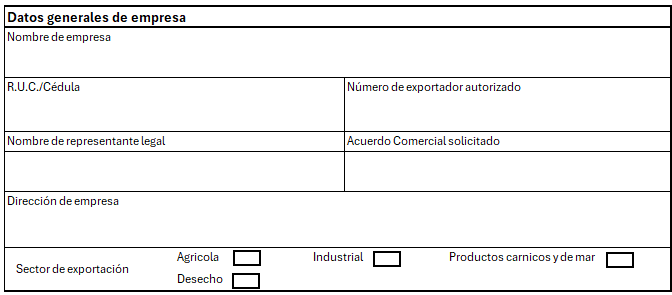 Datos generales de empresa
Nombre de empresa
R.U.C./Cédula
Número de exportador autorizado
Nombre de representante legal
Acuerdo Comercial solicitado
Dirección de empresa
Sector de exportación
Agricola
Industrial
Productos carnicos y de mar
Desecho